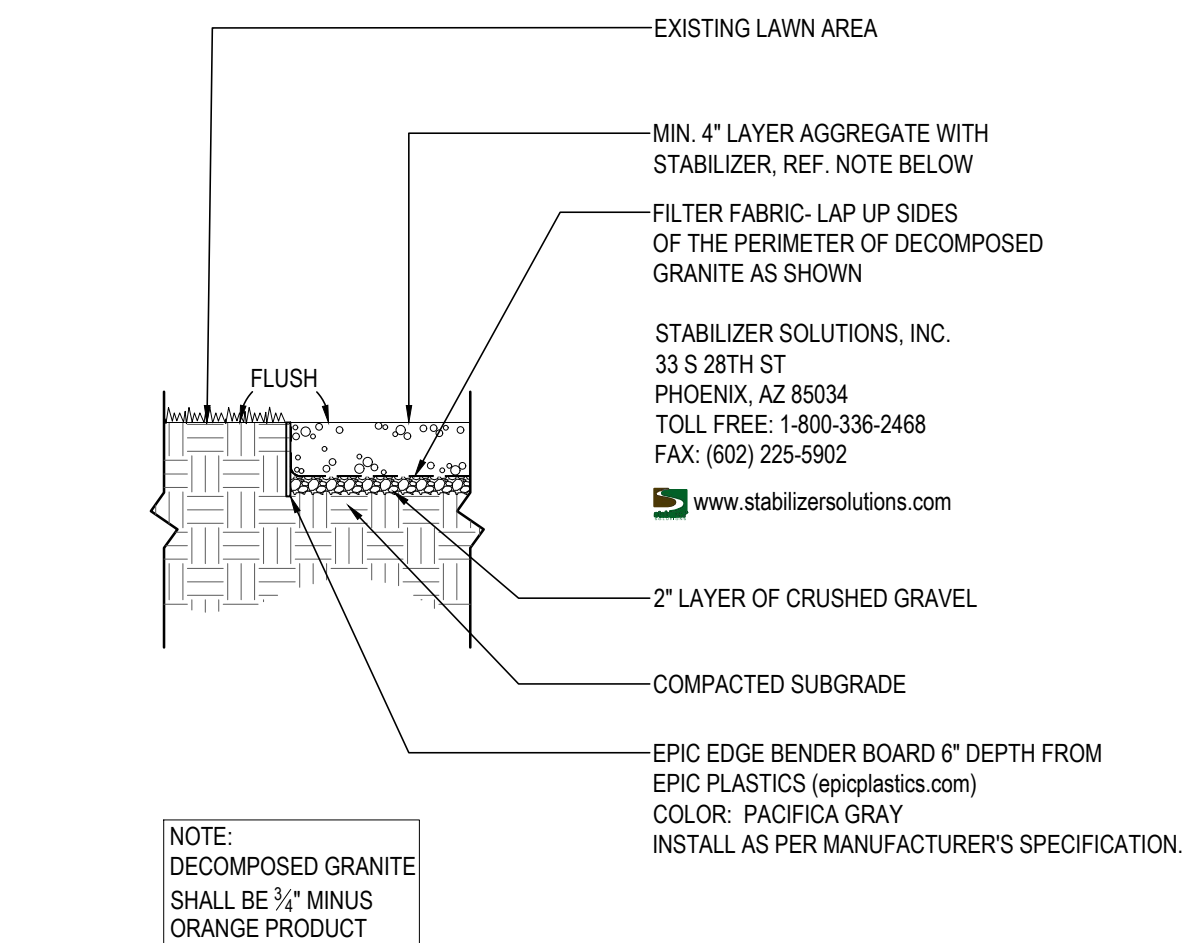 EXISTING LAWN AREA
MIN. 4" LAYER AGGREGATE WITH
STABILIZER, REF. NOTE BELOW
FILTER FABRIC- LAP UP SIDES
OF THE PERIMETER OF DECOMPOSED
GRANITE AS SHOWN
STABILIZER SOLUTIONS, INC.
33 S 28TH ST
PHOENIX, AZ 85034
TOLL FREE: 1-800-336-2468
FAX: (602) 225-5902
www.stabilizersolutions.com
FLUSH
2" LAYER OF CRUSHED GRAVEL
COMPACTED SUBGRADE
EPIC EDGE BENDER BOARD 6" DEPTH FROM
EPIC PLASTICS (epicplastics.com)
COLOR: PACIFICA GRAY
INSTALL AS PER MANUFACTURER'S SPECIFICATION.
NOTE:
DECOMPOSED GRANITE
SHALL BE ¾" MINUS
ORANGE PRODUCT